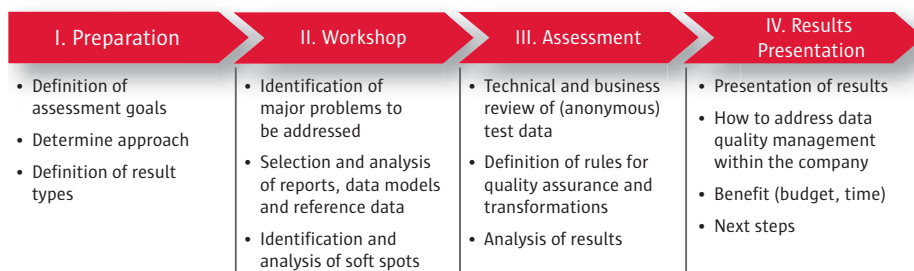 I. Preparation
• Definition of
assessment goals
• Determine approach
• Definition of result
types
II. Workshop
• Identification of
major problems to
be addressed
• Selection and analysis
of reports, data models
and reference data
• Identification and
analysis of soft spots
III. Assessment
• Technical and business
review of (anonymous)
test data
• Definition of rules for
quality assurance and
transformations
• Analysis of results
IV. Results
Presentation
• Presentation of results
• How to address data
quality management
within the company
• Benefit (budget, time)
• Next steps